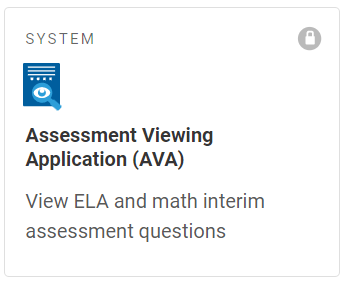 SYSTEM
Assessment Viewing
Application (AVA)
View ELA and math interim
assessment questions